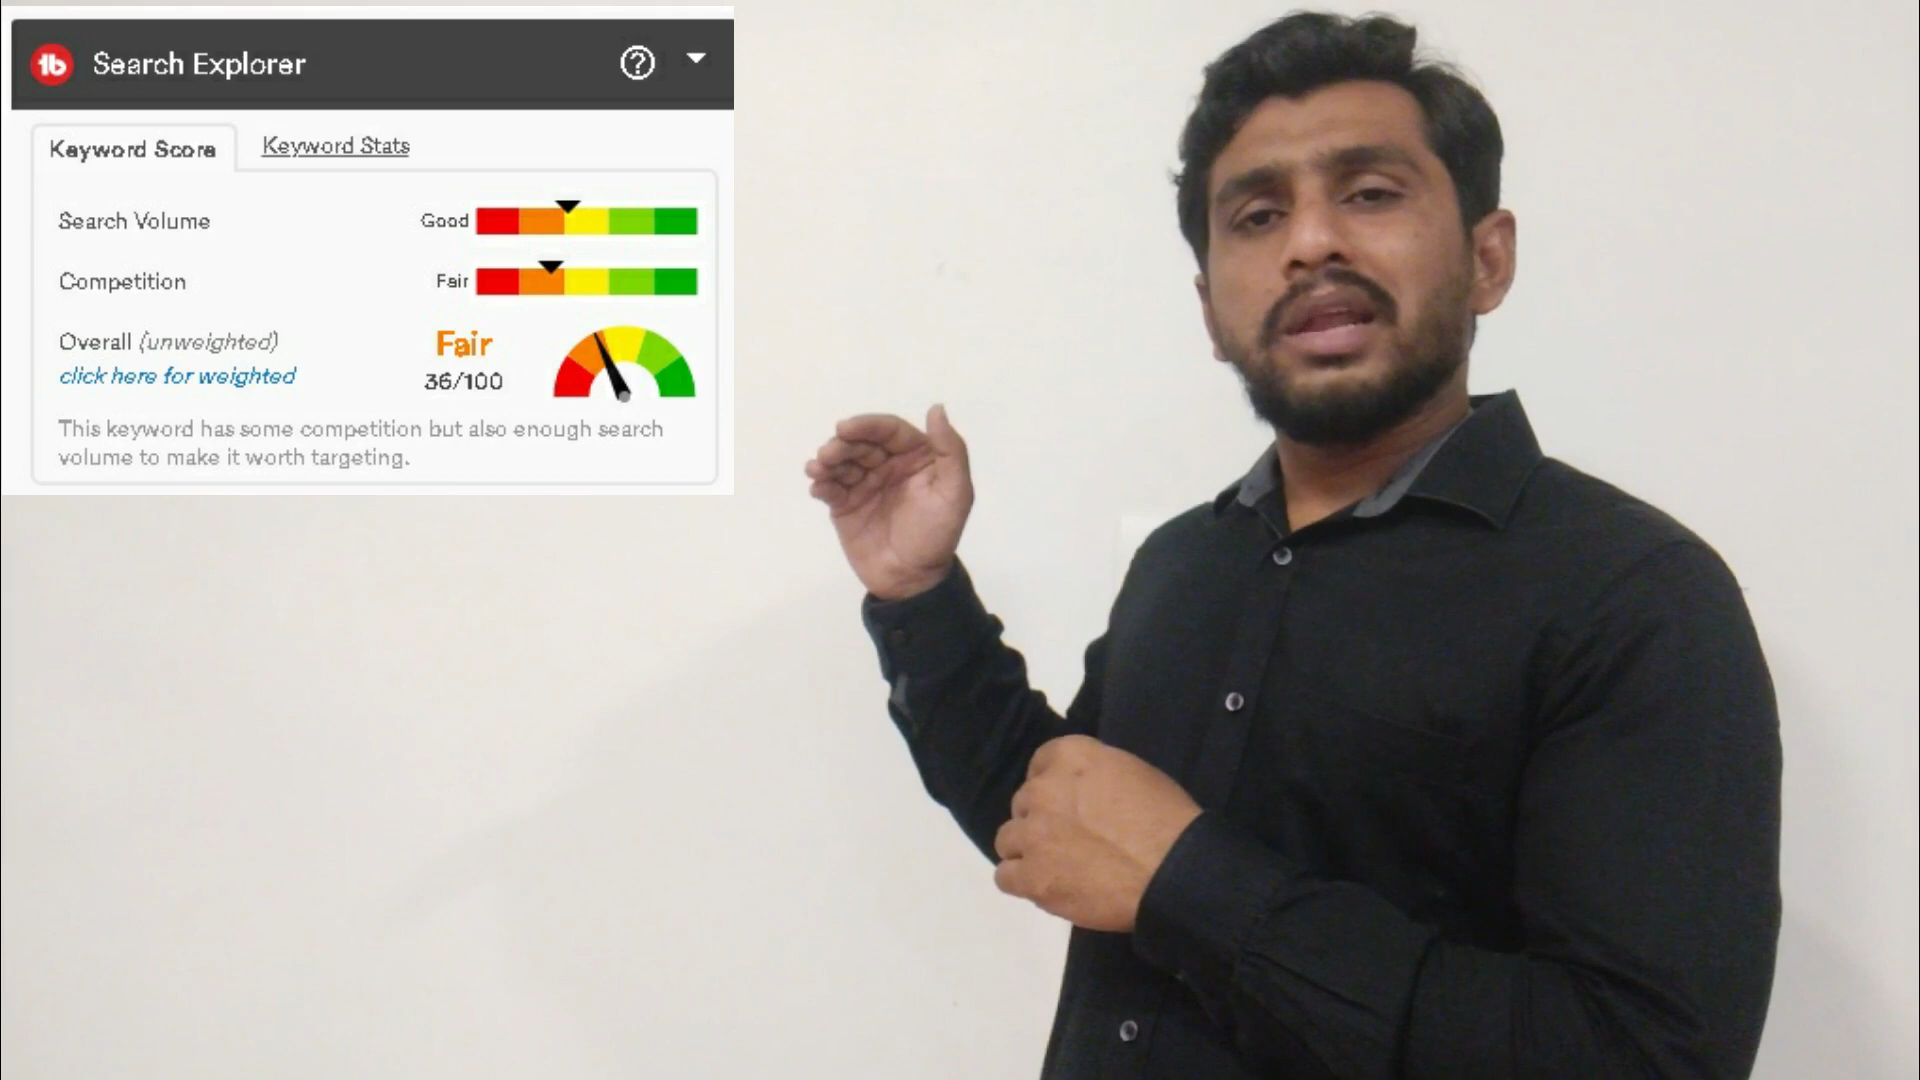 tb Search Explorer ?
Keyword Score Keyword Stats
Search Volume Good
Competition Fair
Overall (unweighted) Fair
click here for weighted 36/100
This keyword has some competition but also enough search
volume to make it worth targeting.